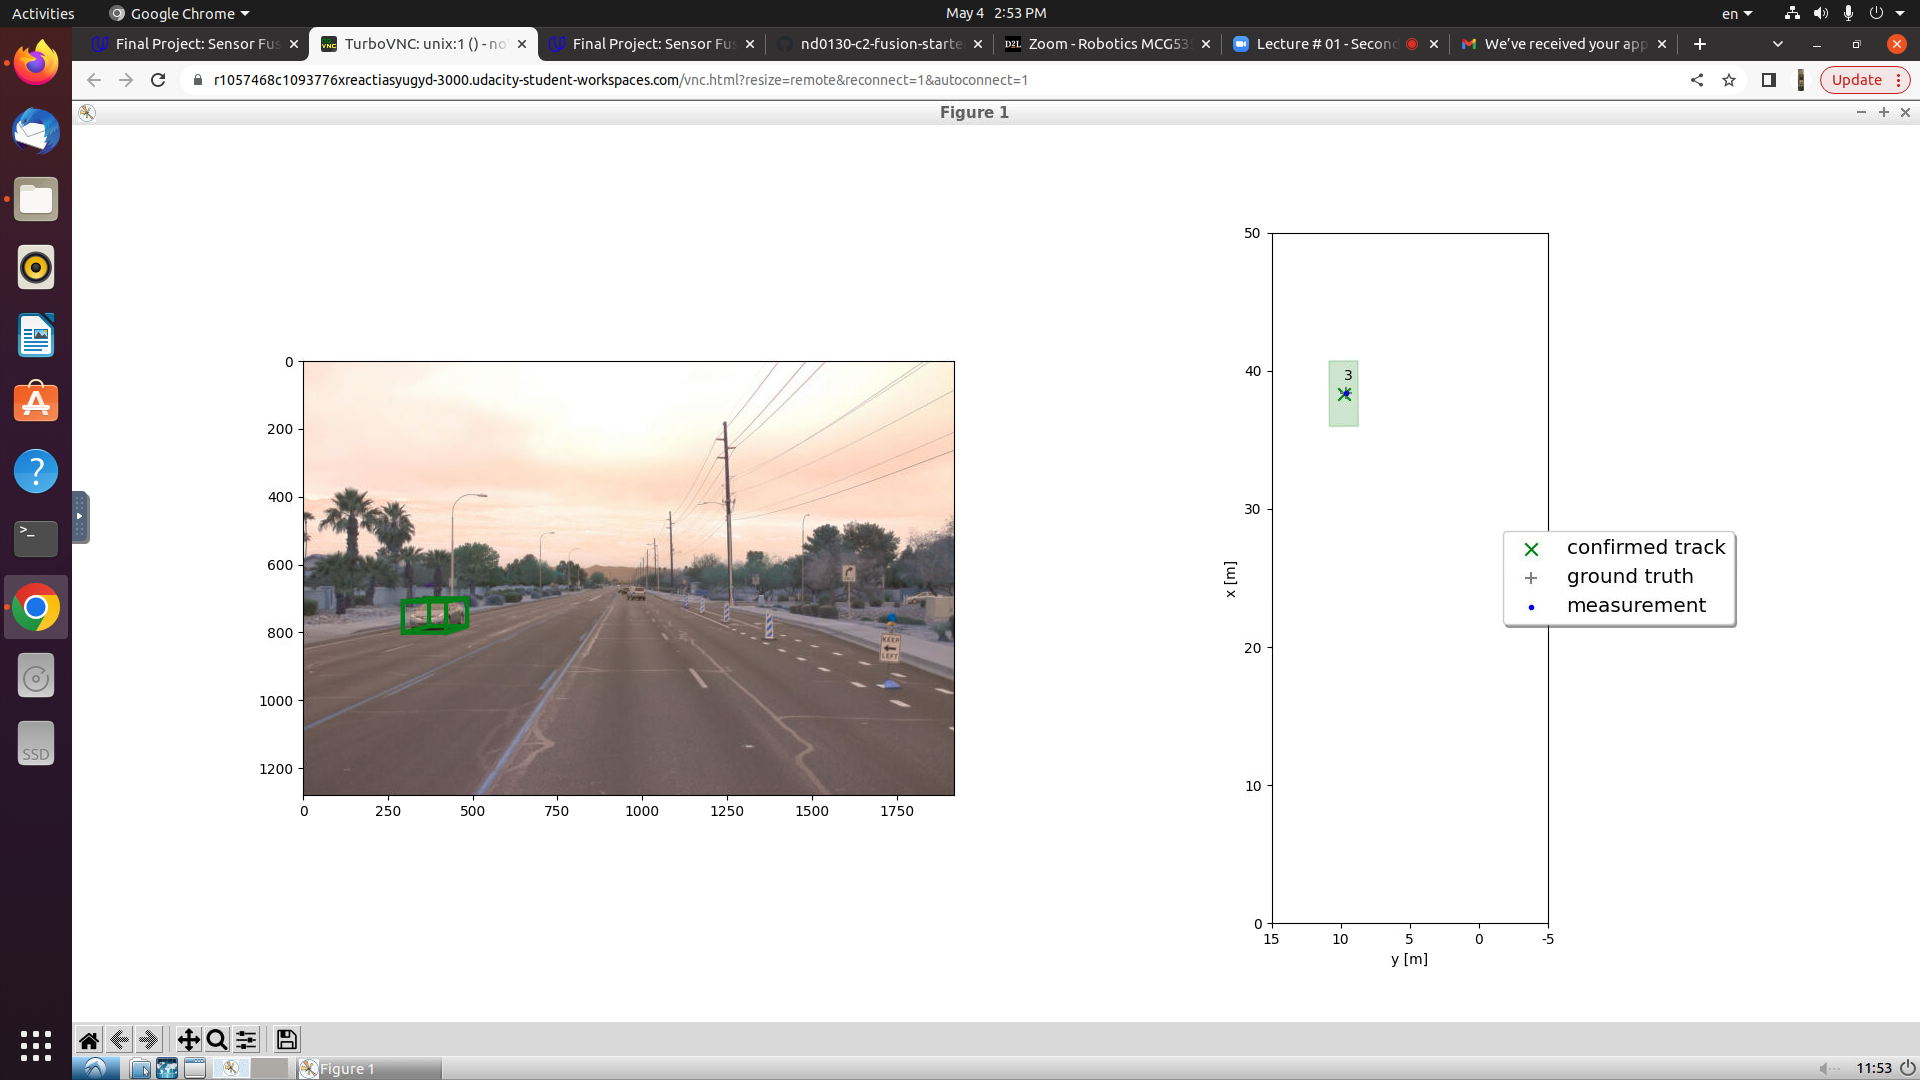 Activities
Google Chrome
May 4 2:53 PM
en
Final Project: Sensor Fus
TurboVNC: unix:1 () - no
Final Project: Sensor Fus
nd0130-c2-fusion-starte
Zoom - Robotics MCG53
Lecture # 01 - Second
We've received your app
r1057468c1093776xreactiasyugyd-3000.udacity-student-workspaces.com/vnc.html?resize=remote&reconnect=1&autoconnect=1
Update
Figure 1
0
200
400
600
800
1000
1200
0
250
500
750
1000
1250
1500
1750
KEEP
LEFT
50
40
30
20
10
0
x [m]
3
15
10
5
0
-5
y [m]
confirmed track
ground truth
measurement
SSD
Figure 1
11:53